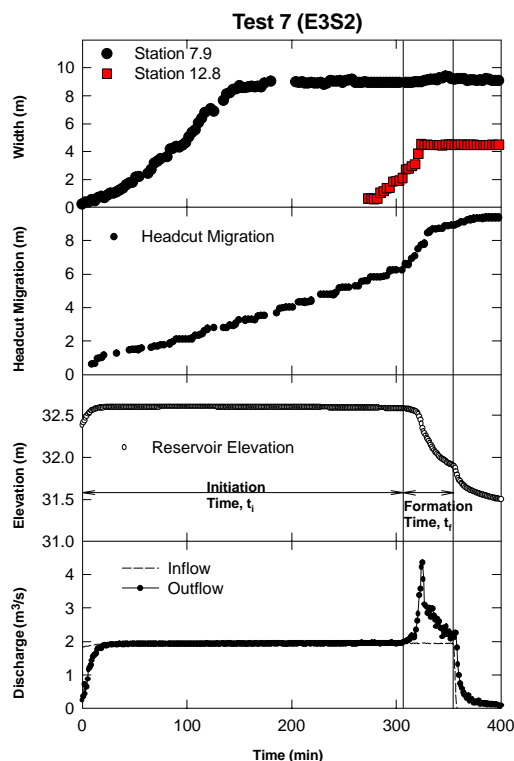 Test 7 (E3S2)
Station 7.9
Station 12.8
Width (m)
10
8
6
4
2
0
Headcut Migration
Headcut Migration (m)
8
6
4
2
0
Reservoir Elevation
Elevation (m)
32.5
32.0
31.5
31.0
Initiation
Time, ti
Formation
Time, tf
Inflow
Outflow
Discharge (m3/s)
4
3
2
1
0
0 100 200 300 400
Time (min)